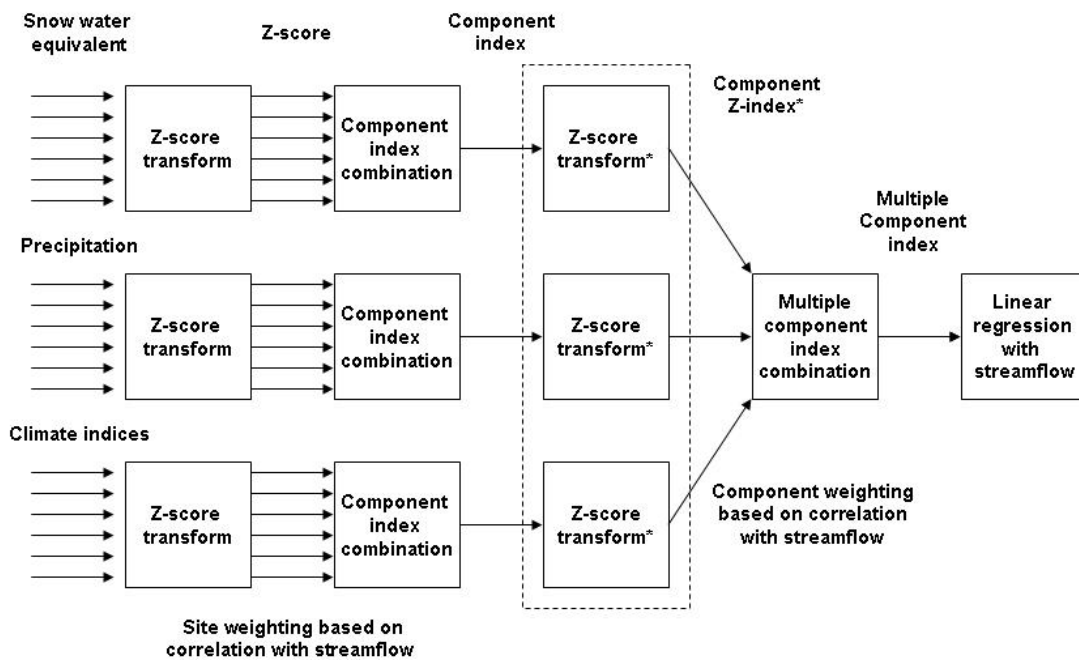 Snow water
equivalent
Z-score
Component
index
Component
Z-index*
Z-score
transform
Component
index
combination
Z-score
transform*
Precipitation
Multiple
Component
index
Z-score
transform
Component
index
combination
Z-score
transform*
Multiple
component
index
combination
Linear
regression
with
streamflow
Climate indices
Z-score
transform
Component
index
combination
Z-score
transform*
Component weighting
based on correlation
with streamflow
Site weighting based on
correlation with streamflow